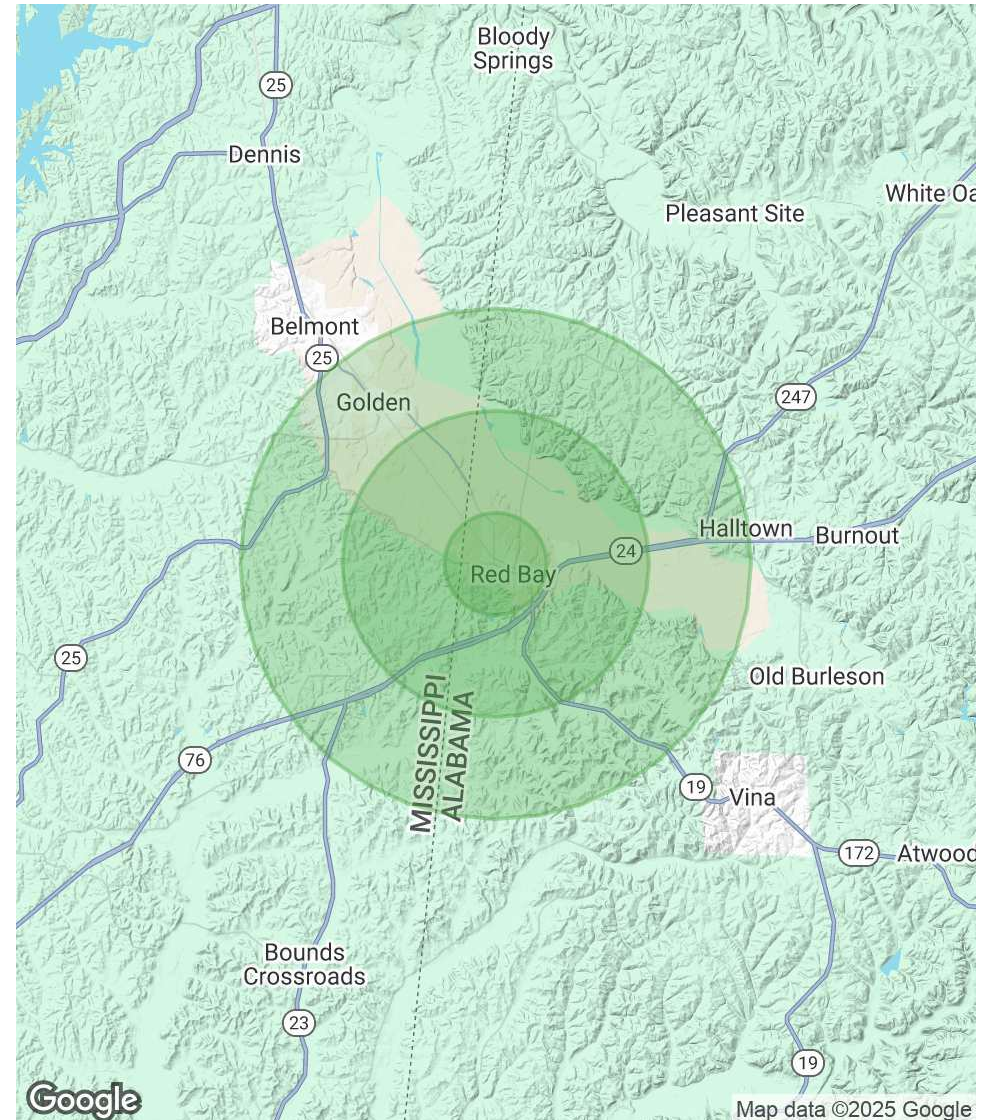 Bloody
Springs
25
Dennis
White Oa
Pleasant Site
Belmont
25
247
Golden
Halltown
Burnout
24
Red Bay
25
Old Burleson
MISSISSIPPI
ALABAMA
76
19
Vina
172
Atwood
Bounds
Crossroads
23
19
Google
Map data ©2025 Google